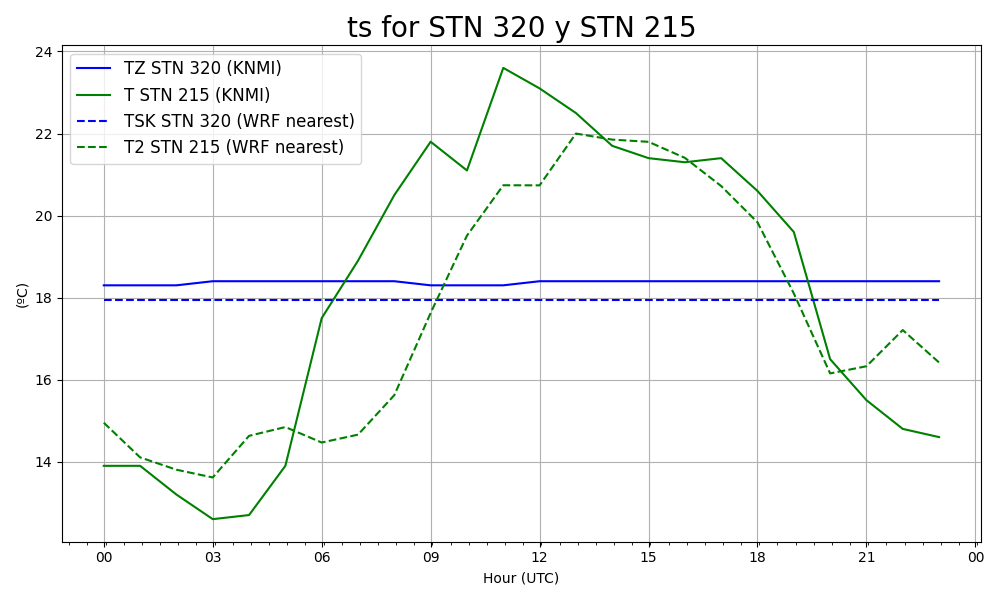 ts for STN 320 y STN 215
TZ STN 320 (KNMI)
T STN 215 (KNMI)
TSK STN 320 (WRF nearest)
T2 STN 215 (WRF nearest)
24
22
20
18
16
14
(ºC)
00 03 06 09 12 15 18 21 00
Hour (UTC)